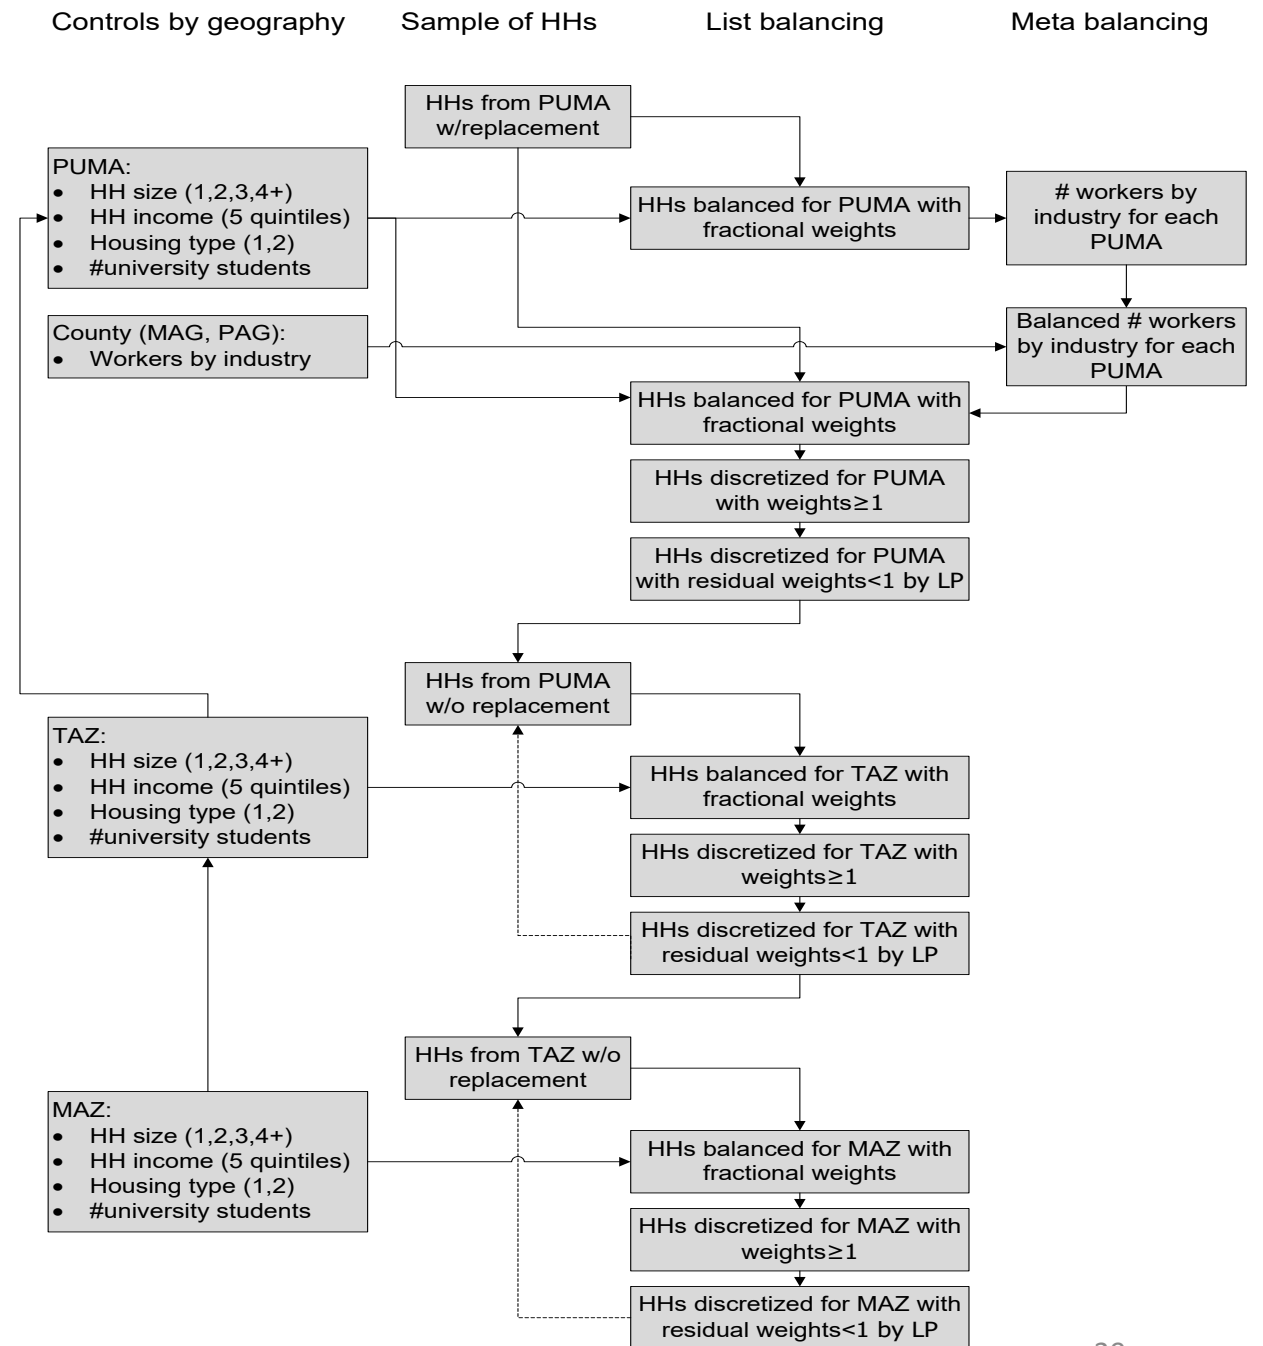 Controls by geography
Sample of HHs
List balancing
Meta balancing
HHs from PUMA
w/replacement
PUMA:
• HH size (1,2,3,4+)
• HH income (5 quintiles)
• Housing type (1,2)
• #university students
HHs balanced for PUMA with
fractional weights
# workers by
industry for each
PUMA
County (MAG, PAG):
• Workers by industry
Balanced # workers
by industry for each
PUMA
HHs balanced for PUMA with
fractional weights
HHs discretized for PUMA
with weights≥1
HHs discretized for PUMA
with residual weights<1 by LP
HHs from PUMA
w/o replacement
TAZ:
• HH size (1,2,3,4+)
• HH income (5 quintiles)
• Housing type (1,2)
• #university students
HHs balanced for TAZ with
fractional weights
HHs discretized for TAZ with
weights≥1
HHs discretized for TAZ with
residual weights<1 by LP
HHs from TAZ w/o
replacement
MAZ:
• HH size (1,2,3,4+)
• HH income (5 quintiles)
• Housing type (1,2)
• #university students
HHs balanced for MAZ with
fractional weights
HHs discretized for MAZ with
weights≥1
HHs discretized for MAZ with
residual weights<1 by LP